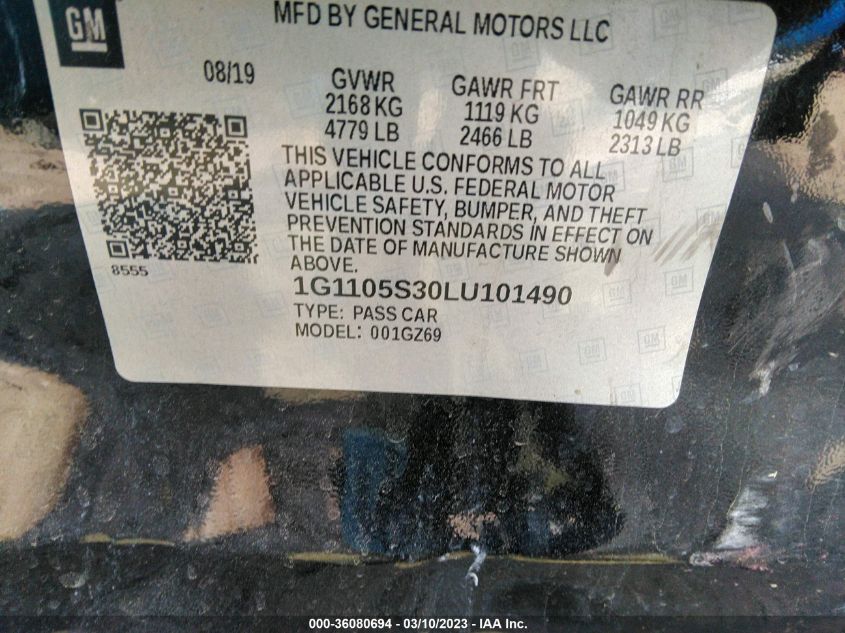 GM
MFD BY GENERAL MOTORS LLC
08/19 GVWR GAWR FRT GAWR RR
2168 KG 1119 KG 1049 KG
4779 LB 2466 LB 2313 LB
THIS VEHICLE CONFORMS TO ALL
APPLICABLE U.S. FEDERAL MOTOR
VEHICLE SAFETY, BUMPER, AND THEFT
PREVENTION STANDARDS IN EFFECT ON
THE DATE OF MANUFACTURE SHOWN
ABOVE.
8555
1G1105S30LU101490
TYPE: PASS CAR
MODEL: 001GZ69
000-36080694 - 03/10/2023 - IAA Inc.